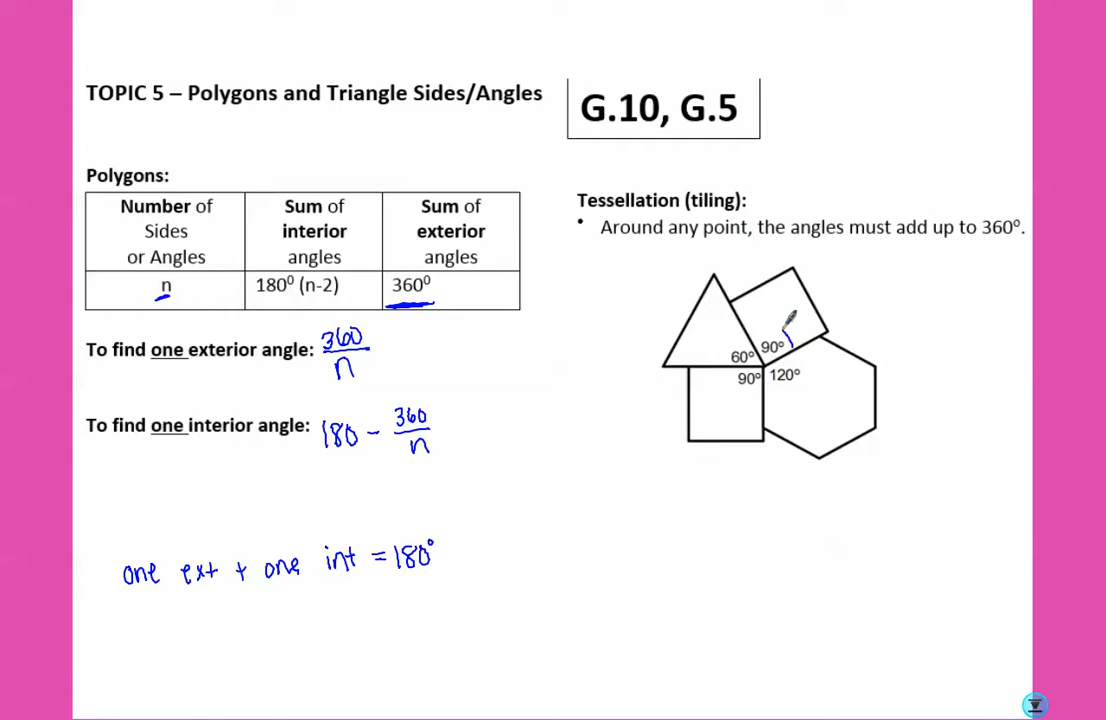 TOPIC 5 – Polygons and Triangle Sides/Angles
G.10, G.5
Polygons:
Number of Sides or Angles
Sum of interior angles
Sum of exterior angles
n
180⁰ (n-2)
360⁰
To find one exterior angle: 360/n
To find one interior angle: 180 - 360/n
one ext + one int = 180°
Tessellation (tiling):
• Around any point, the angles must add up to 360⁰.
60°
90°
90°
120°